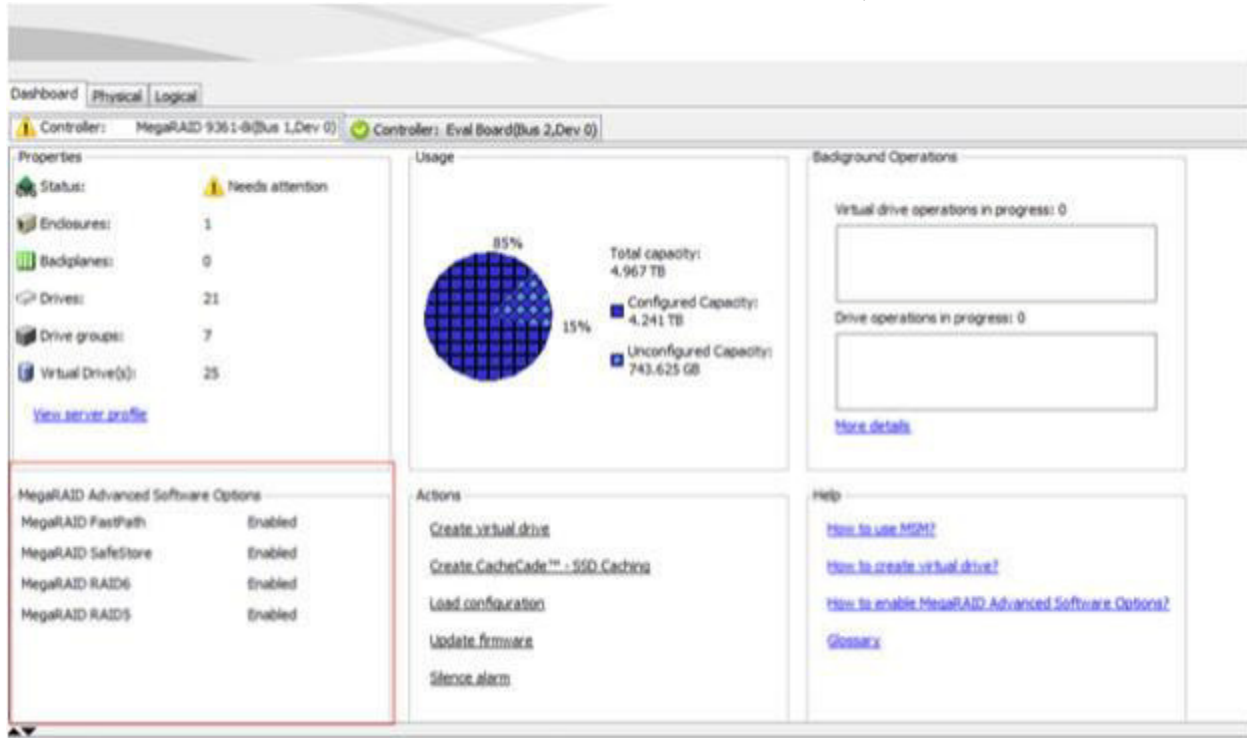 Dashboard Physical Logical
Controller: MegaRAID 9361-8i(Bus 1,Dev 0) Controller: Eval Board(Bus 2,Dev 0)
Properties
Status: Needs attention
Enclosures: 1
Backplanes: 0
Drives: 21
Drive groups: 7
Virtual Drive(s): 25
View server profile
Usage
85%
15%
Total capacity:
4.967 TB
Configured Capacity:
4.241 TB
Unconfigured Capacity:
743.625 GB
Background Operations
Virtual drive operations in progress: 0
Drive operations in progress: 0
More details
MegaRAID Advanced Software Options
MegaRAID FastPath Enabled
MegaRAID SafeStore Enabled
MegaRAID RAID6 Enabled
MegaRAID RAID5 Enabled
Actions
Create virtual drive
Create CacheCade™ - SSD Caching
Load configuration
Update firmware
Silence alarm
Help
How to use MSM?
How to create virtual drive?
How to enable MegaRAID Advanced Software Options?
Glossary